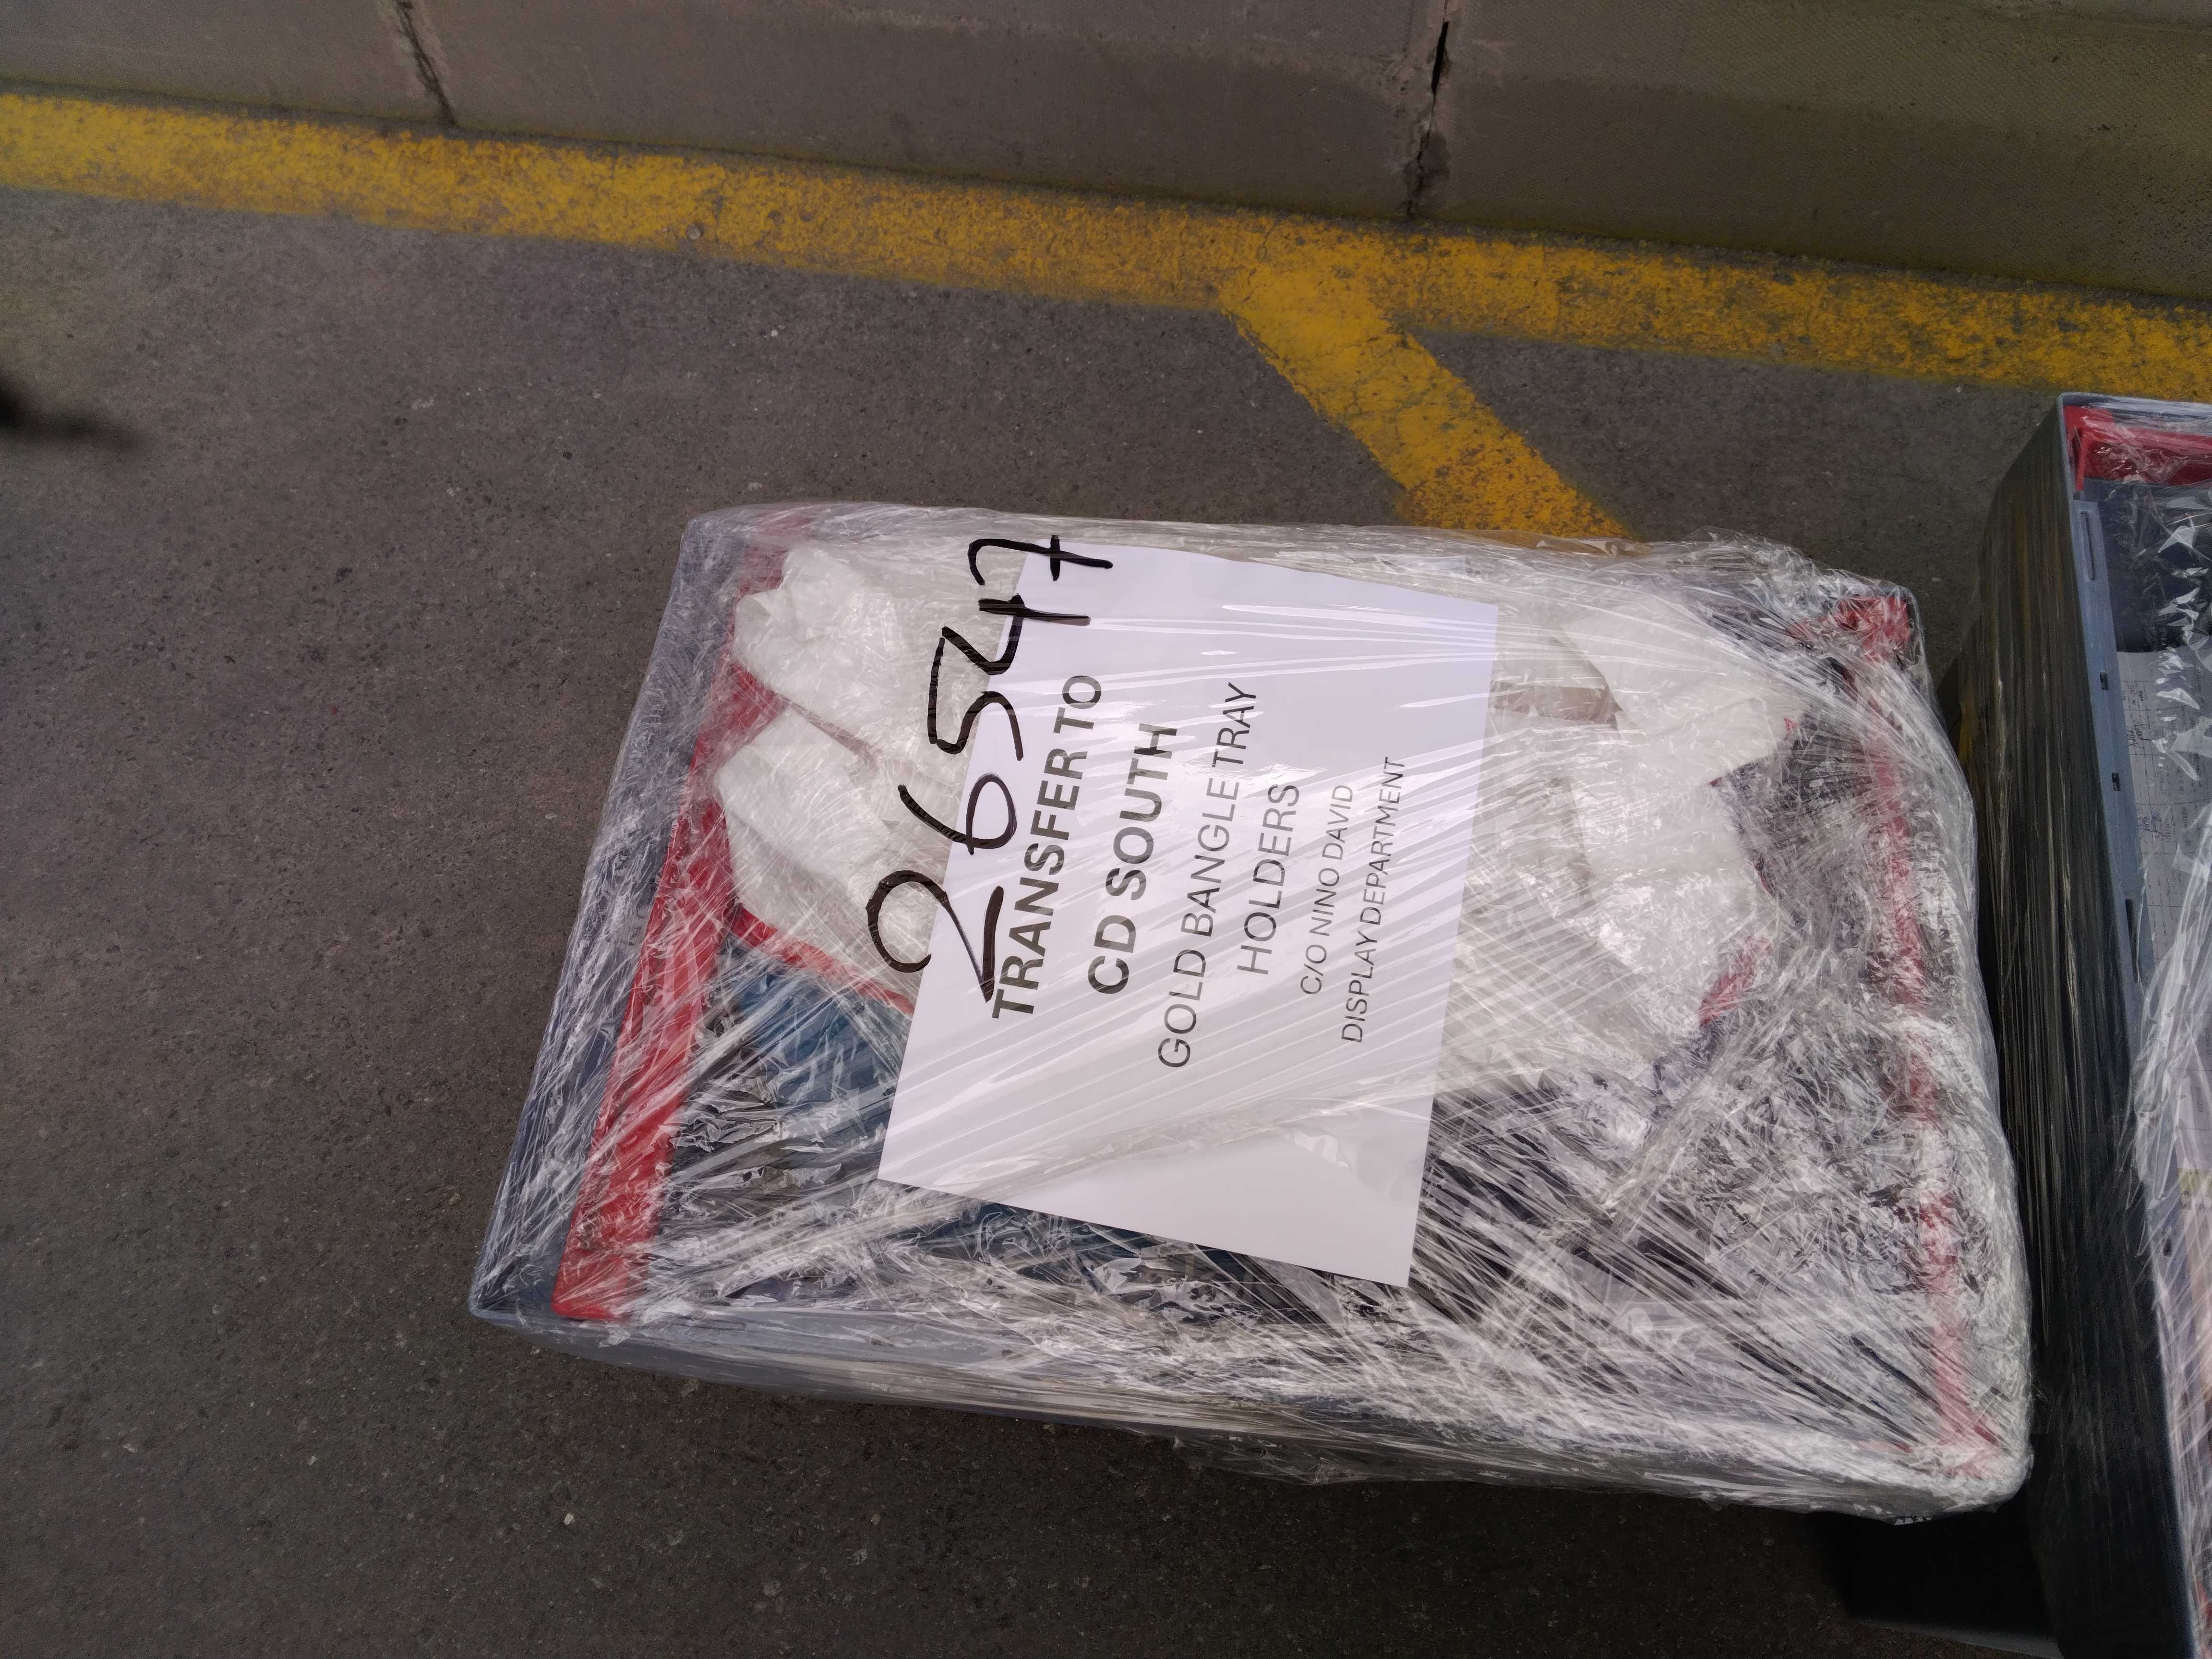 26547
TRANSFER TO
CD SOUTH
GOLD BANGLE TRAY
HOLDERS
C/O NINO DAVID
DISPLAY DEPARTMENT